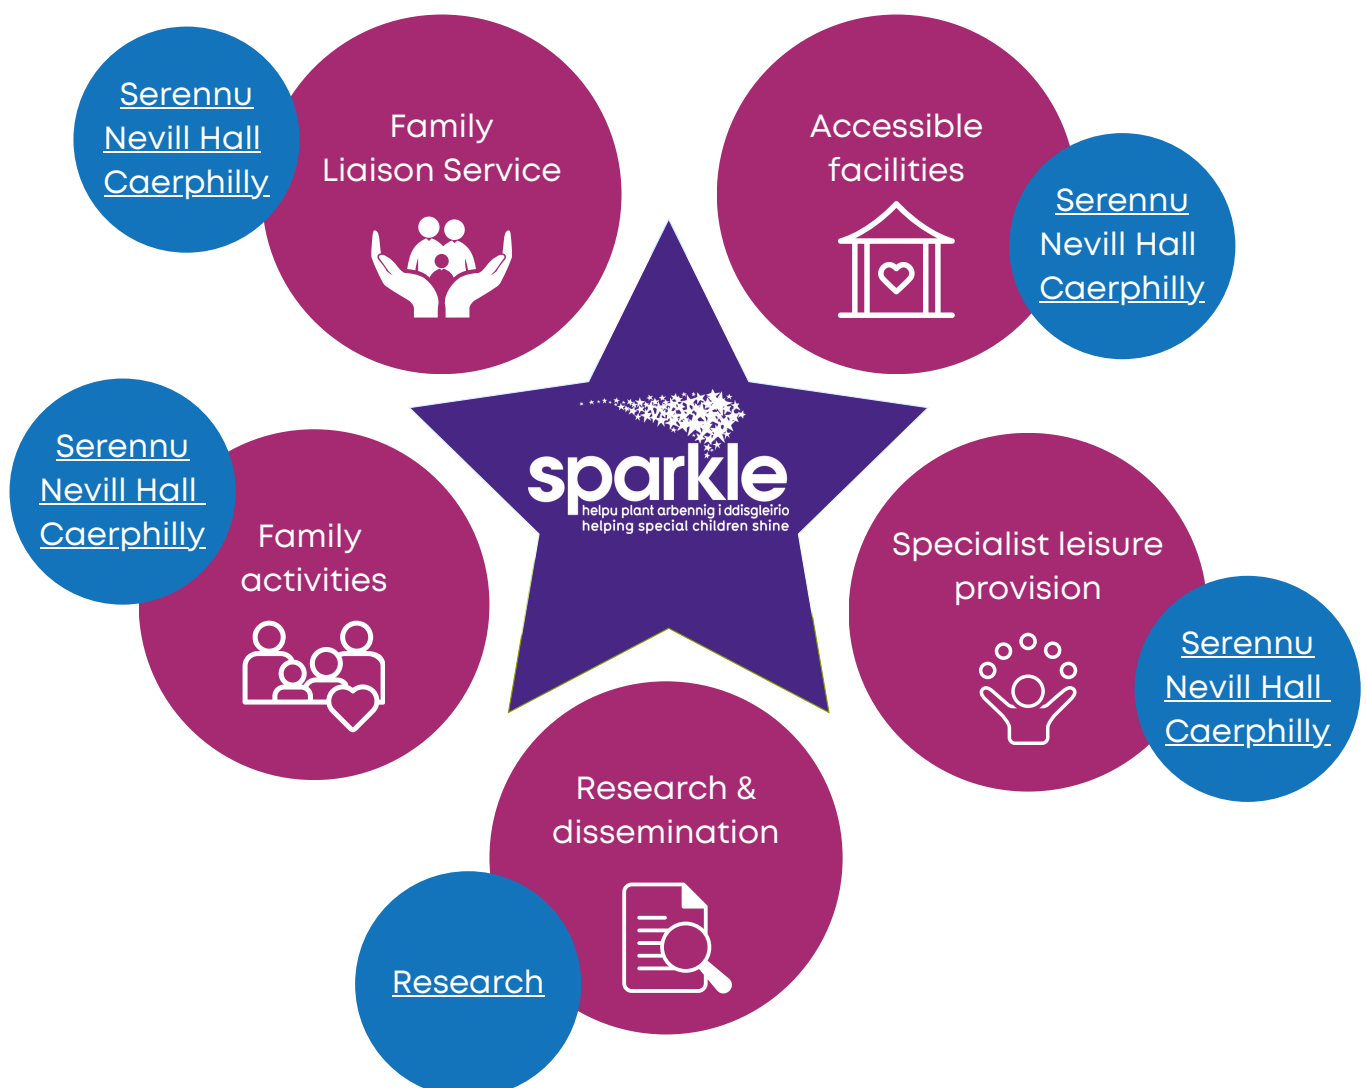 Serennu
Nevill Hall
Caerphilly
Family
Liaison Service
Accessible
facilities
Serennu
Nevill Hall
Caerphilly
sparkle
helpu plant arbennig i ddisgleirio
helping special children shine
Serennu
Nevill Hall
Caerphilly
Family
activities
Specialist leisure
provision
Serennu
Nevill Hall
Caerphilly
Research &
dissemination
Research